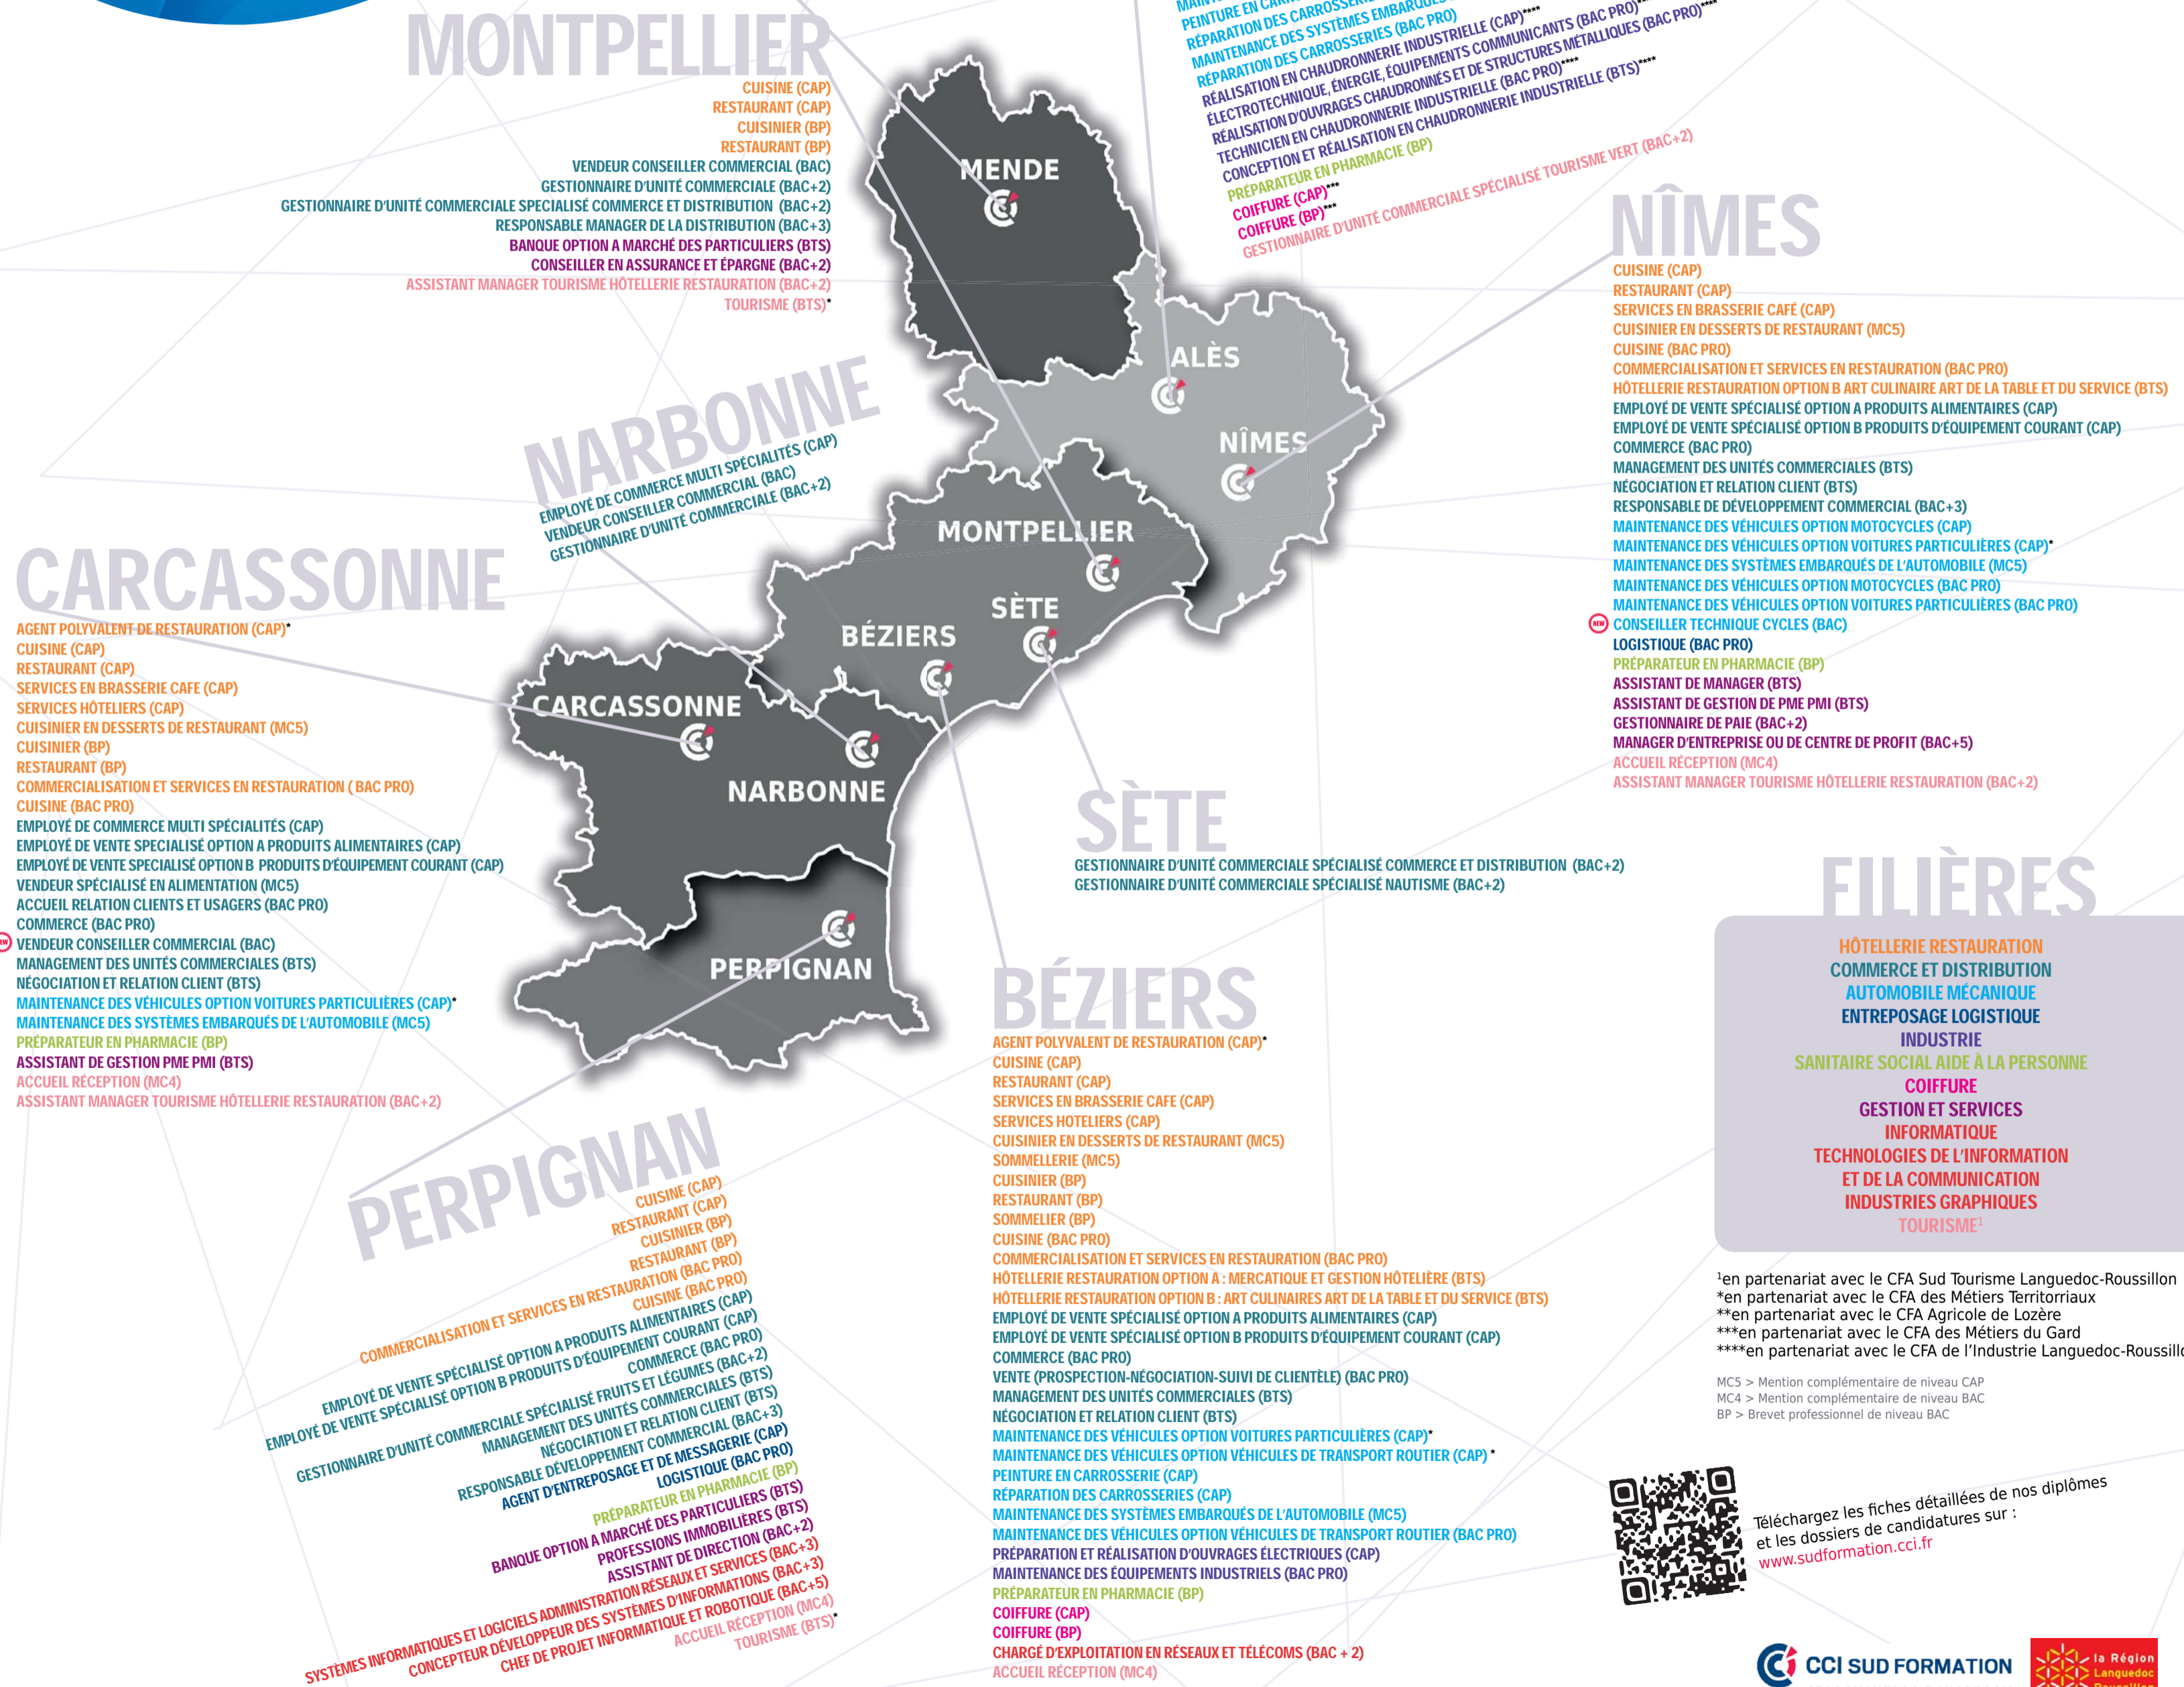 MONTPELLIER
CUISINE (CAP)
RESTAURANT (CAP)
CUISINIER (BP)
RESTAURANT (BP)
VENDEUR CONSEILLER COMMERCIAL (BAC)
GESTIONNAIRE D'UNITÉ COMMERCIALE (BAC+2)
GESTIONNAIRE D'UNITÉ COMMERCIALE SPECIALISÉ COMMERCE ET DISTRIBUTION (BAC+2)
RESPONSABLE MANAGER DE LA DISTRIBUTION (BAC+3)
BANQUE OPTION A MARCHÉ DES PARTICULIERS (BTS)
CONSEILLER EN ASSURANCE ET ÉPARGNE (BAC+2)
ASSISTANT MANAGER TOURISME HÔTELLERIE RESTAURATION (BAC+2)
TOURISME (BTS)*
PEINTURE EN
RÉPARATION DES
MAINTENANCE DES SYSTÈMES
RÉPARATION DES CARROSSERIES (BAC PRO)
RÉALISATION EN CHAUDRONNERIE INDUSTRIELLE (CAP)****
ÉLECTROTECHNIQUE, ÉNERGIE, ÉQUIPEMENTS COMMUNICANTS (BAC PRO)
RÉALISATION D'OUVRAGES CHAUDRONNÉS ET DE STRUCTURES MÉTALLIQUES (BAC PRO)****
TECHNICIEN EN CHAUDRONNERIE INDUSTRIELLE (BAC PRO)****
CONCEPTION ET RÉALISATION EN CHAUDRONNERIE INDUSTRIELLE (BTS)****
PRÉPARATEUR EN PHARMACIE (BP)
COIFFURE (CAP)***
COIFFURE (BP)***
GESTIONNAIRE D'UNITÉ COMMERCIALE SPÉCIALISÉ TOURISME VERT (BAC+2)
NÎMES
CUISINE (CAP)
RESTAURANT (CAP)
SERVICES EN BRASSERIE CAFÉ (CAP)
CUISINIER EN DESSERTS DE RESTAURANT (MC5)
CUISINE (BAC PRO)
COMMERCIALISATION ET SERVICES EN RESTAURATION (BAC PRO)
HÔTELLERIE RESTAURATION OPTION B ART CULINAIRE ART DE LA TABLE ET DU SERVICE (BTS)
EMPLOYÉ DE VENTE SPÉCIALISÉ OPTION A PRODUITS ALIMENTAIRES (CAP)
EMPLOYÉ DE VENTE SPÉCIALISÉ OPTION B PRODUITS D'ÉQUIPEMENT COURANT (CAP)
COMMERCE (BAC PRO)
MANAGEMENT DES UNITÉS COMMERCIALES (BTS)
NÉGOCIATION ET RELATION CLIENT (BTS)
RESPONSABLE DE DÉVELOPPEMENT COMMERCIAL (BAC+3)
MAINTENANCE DES VÉHICULES OPTION MOTOCYCLES (CAP)
MAINTENANCE DES VÉHICULES OPTION VOITURES PARTICULIÈRES (CAP)*
MAINTENANCE DES SYSTÈMES EMBARQUÉS DE L'AUTOMOBILE (MC5)
MAINTENANCE DES VÉHICULES OPTION MOTOCYCLES (BAC PRO)
MAINTENANCE DES VÉHICULES OPTION VOITURES PARTICULIÈRES (BAC PRO)
NEW CONSEILLER TECHNIQUE CYCLES (BAC)
LOGISTIQUE (BAC PRO)
PRÉPARATEUR EN PHARMACIE (BP)
ASSISTANT DE MANAGER (BTS)
ASSISTANT DE GESTION DE PME PMI (BTS)
GESTIONNAIRE DE PAIE (BAC+2)
MANAGER D'ENTREPRISE OU DE CENTRE DE PROFIT (BAC+5)
ACCUEIL RÉCEPTION (MC4)
ASSISTANT MANAGER TOURISME HÔTELLERIE RESTAURATION (BAC+2)
MENDE
ALÈS
NÎMES
MONTPELLIER
SÈTE
BÉZIERS
CARCASSONNE
NARBONNE
PERPIGNAN
NARBONNE
EMPLOYÉ DE COMMERCE MULTI SPÉCIALITÉS (CAP)
VENDEUR CONSEILLER COMMERCIAL (BAC)
GESTIONNAIRE D'UNITÉ COMMERCIALE (BAC+2)
CARCASSONNE
AGENT POLYVALENT DE RESTAURATION (CAP)*
CUISINE (CAP)
RESTAURANT (CAP)
SERVICES EN BRASSERIE CAFE (CAP)
SERVICES HÔTELIERS (CAP)
CUISINIER EN DESSERTS DE RESTAURANT (MC5)
CUISINIER (BP)
RESTAURANT (BP)
COMMERCIALISATION ET SERVICES EN RESTAURATION ( BAC PRO)
CUISINE (BAC PRO)
EMPLOYÉ DE COMMERCE MULTI SPÉCIALITÉS (CAP)
EMPLOYÉ DE VENTE SPECIALISÉ OPTION A PRODUITS ALIMENTAIRES (CAP)
EMPLOYÉ DE VENTE SPECIALISÉ OPTION B PRODUITS D'ÉQUIPEMENT COURANT (CAP)
VENDEUR SPÉCIALISÉ EN ALIMENTATION (MC5)
ACCUEIL RELATION CLIENTS ET USAGERS (BAC PRO)
COMMERCE (BAC PRO)
VENDEUR CONSEILLER COMMERCIAL (BAC)
MANAGEMENT DES UNITÉS COMMERCIALES (BTS)
NÉGOCIATION ET RELATION CLIENT (BTS)
MAINTENANCE DES VÉHICULES OPTION VOITURES PARTICULIÈRES (CAP)*
MAINTENANCE DES SYSTÈMES EMBARQUÉS DE L'AUTOMOBILE (MC5)
PRÉPARATEUR EN PHARMACIE (BP)
ASSISTANT DE GESTION PME PMI (BTS)
ACCUEIL RÉCEPTION (MC4)
ASSISTANT MANAGER TOURISME HÔTELLERIE RESTAURATION (BAC+2)
SÈTE
GESTIONNAIRE D'UNITÉ COMMERCIALE SPÉCIALISÉ COMMERCE ET DISTRIBUTION (BAC+2)
GESTIONNAIRE D'UNITÉ COMMERCIALE SPÉCIALISÉ NAUTISME (BAC+2)
PERPIGNAN
CUISINE (CAP)
RESTAURANT (CAP)
CUISINIER (BP)
RESTAURANT (BP)
COMMERCIALISATION ET SERVICES EN RESTAURATION (BAC PRO)
CUISINE (BAC PRO)
EMPLOYÉ DE VENTE SPÉCIALISÉ OPTION A PRODUITS ALIMENTAIRES (CAP)
EMPLOYÉ DE VENTE SPÉCIALISÉ OPTION B PRODUITS D'ÉQUIPEMENT COURANT (CAP)
COMMERCE (BAC PRO)
GESTIONNAIRE D'UNITÉ COMMERCIALE SPÉCIALISÉ FRUITS ET LÉGUMES (BAC+2)
MANAGEMENT DES UNITÉS COMMERCIALES (BTS)
NÉGOCIATION ET RELATION CLIENT (BTS)
RESPONSABLE DÉVELOPPEMENT COMMERCIAL (BAC+3)
AGENT D'ENTREPOSAGE ET DE MESSAGERIE (CAP)
LOGISTIQUE (BAC PRO)
PRÉPARATEUR EN PHARMACIE (BP)
BANQUE OPTION A MARCHÉ DES PARTICULIERS (BTS)
PROFESSIONS IMMOBILIÈRES (BTS)
ASSISTANT DE DIRECTION (BAC+2)
SYSTÈMES INFORMATIQUES ET LOGICIELS ADMINISTRATION RÉSEAUX ET SERVICES (BAC+3)
CONCEPTEUR DÉVELOPPEUR DES SYSTÈMES D'INFORMATIONS (BAC+3)
CHEF DE PROJET INFORMATIQUE ET ROBOTIQUE (BAC+5)
ACCUEIL RÉCEPTION (MC4)
TOURISME (BTS)*
BÉZIERS
AGENT POLYVALENT DE RESTAURATION (CAP)*
CUISINE (CAP)
RESTAURANT (CAP)
SERVICES EN BRASSERIE CAFE (CAP)
SERVICES HOTELIERS (CAP)
CUISINIER EN DESSERTS DE RESTAURANT (MC5)
SOMMELLERIE (MC5)
CUISINIER (BP)
RESTAURANT (BP)
SOMMELIER (BP)
CUISINE (BAC PRO)
COMMERCIALISATION ET SERVICES EN RESTAURATION (BAC PRO)
HÔTELLERIE RESTAURATION OPTION A : MERCATIQUE ET GESTION HÔTELIÈRE (BTS)
HÔTELLERIE RESTAURATION OPTION B : ART CULINAIRES ART DE LA TABLE ET DU SERVICE (BTS)
EMPLOYÉ DE VENTE SPÉCIALISÉ OPTION A PRODUITS ALIMENTAIRES (CAP)
EMPLOYÉ DE VENTE SPÉCIALISÉ OPTION B PRODUITS D'ÉQUIPEMENT COURANT (CAP)
COMMERCE (BAC PRO)
VENTE (PROSPECTION-NÉGOCIATION-SUIVI DE CLIENTÈLE) (BAC PRO)
MANAGEMENT DES UNITÉS COMMERCIALES (BTS)
NÉGOCIATION ET RELATION CLIENT (BTS)
MAINTENANCE DES VÉHICULES OPTION VOITURES PARTICULIÈRES (CAP)*
MAINTENANCE DES VÉHICULES OPTION VÉHICULES DE TRANSPORT ROUTIER (CAP) *
PEINTURE EN CARROSSERIE (CAP)
RÉPARATION DES CARROSSERIES (CAP)
MAINTENANCE DES SYSTÈMES EMBARQUÉS DE L'AUTOMOBILE (MC5)
MAINTENANCE DES VÉHICULES OPTION VÉHICULES DE TRANSPORT ROUTIER (BAC PRO)
PRÉPARATION ET RÉALISATION D'OUVRAGES ÉLECTRIQUES (CAP)
MAINTENANCE DES ÉQUIPEMENTS INDUSTRIELS (BAC PRO)
PRÉPARATEUR EN PHARMACIE (BP)
COIFFURE (CAP)
COIFFURE (BP)
CHARGÉ D'EXPLOITATION EN RÉSEAUX ET TÉLÉCOMS (BAC + 2)
ACCUEIL RÉCEPTION (MC4)
FILIÈRES
HÔTELLERIE RESTAURATION
COMMERCE ET DISTRIBUTION
AUTOMOBILE MÉCANIQUE
ENTREPOSAGE LOGISTIQUE
INDUSTRIE
SANITAIRE SOCIAL AIDE À LA PERSONNE
COIFFURE
GESTION ET SERVICES
INFORMATIQUE
TECHNOLOGIES DE L'INFORMATION
ET DE LA COMMUNICATION
INDUSTRIES GRAPHIQUES
TOURISME¹
¹en partenariat avec le CFA Sud Tourisme Languedoc-Roussillon
*en partenariat avec le CFA des Métiers Territorriaux
**en partenariat avec le CFA Agricole de Lozère
***en partenariat avec le CFA des Métiers du Gard
****en partenariat avec le CFA de l'Industrie Languedoc-Roussill
MC5 > Mention complémentaire de niveau CAP
MC4 > Mention complémentaire de niveau BAC
BP > Brevet professionnel de niveau BAC
Téléchargez les fiches détaillées de nos diplômes
et les dossiers de candidatures sur :
www.sudformation.cci.fr
CCI SUD FORMATION
la Région
Languedoc